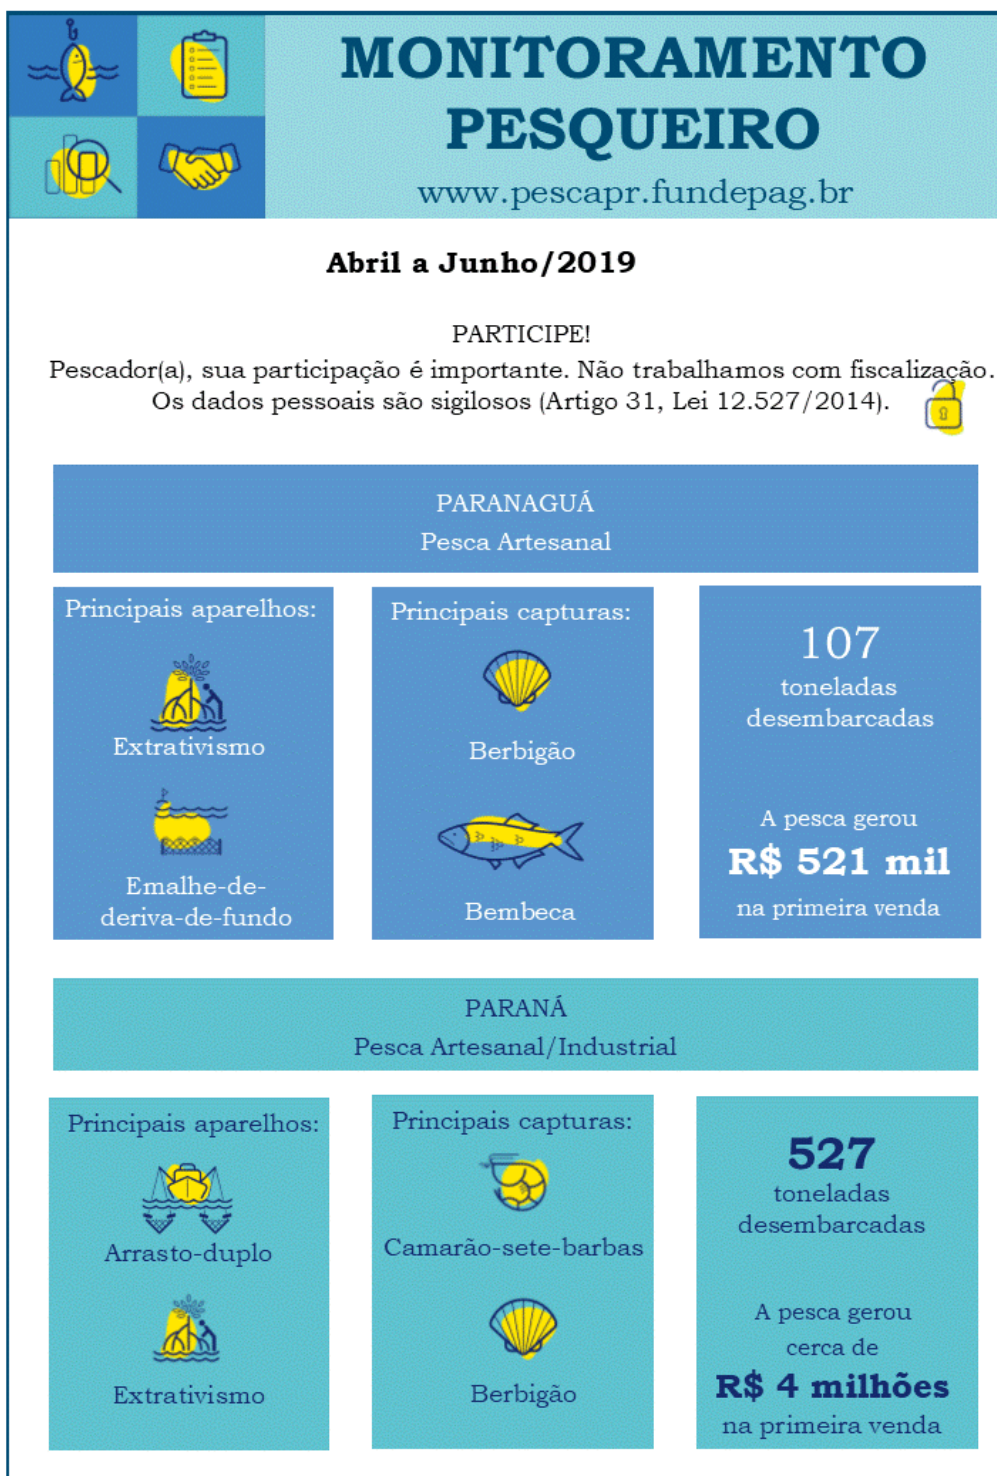 MONITORAMENTO
PESQUEIRO
www.pescapr.fundepag.br
Abril a Junho/2019
PARTICIPE!
Pescador(a), sua participação é importante. Não trabalhamos com fiscalização.
Os dados pessoais são sigilosos (Artigo 31, Lei 12.527/2014).
PARANAGUÁ
Pesca Artesanal
Principais aparelhos:
Extrativismo
Emalhe-de-
deriva-de-fundo
Principais capturas:
Berbigão
Bembeca
107
toneladas
desembarcadas
A pesca gerou
R$ 521 mil
na primeira venda
PARANÁ
Pesca Artesanal/Industrial
Principais aparelhos:
Arrasto-duplo
Extrativismo
Principais capturas:
Camarão-sete-barbas
Berbigão
527
toneladas
desembarcadas
A pesca gerou
cerca de
R$ 4 milhões
na primeira venda